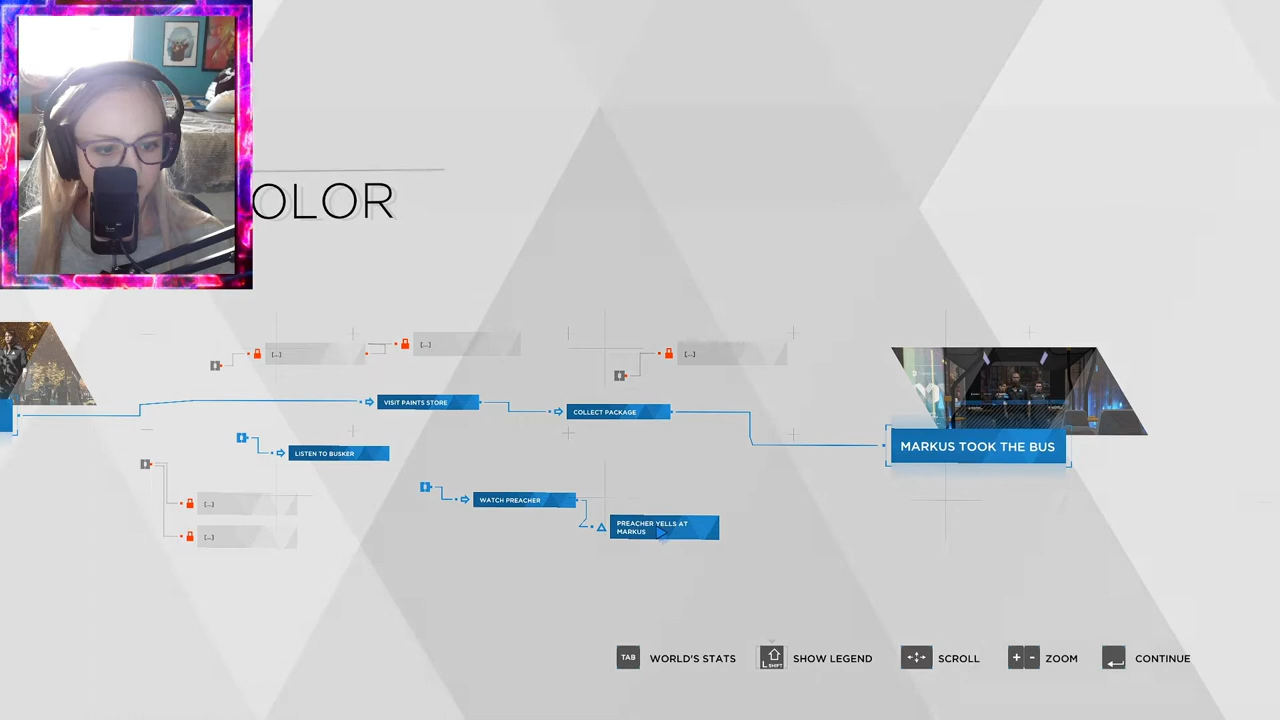 OLOR
[...]
[...]
[...]
VISIT PAINTS STORE
COLLECT PACKAGE
MARKUS TOOK THE BUS
LISTEN TO BUSKER
WATCH PREACHER
[...]
PREACHER YELLS AT
MARKUS
[...]
TAB WORLD'S STATS
L SHIFT SHOW LEGEND
SCROLL
+ - ZOOM
CONTINUE